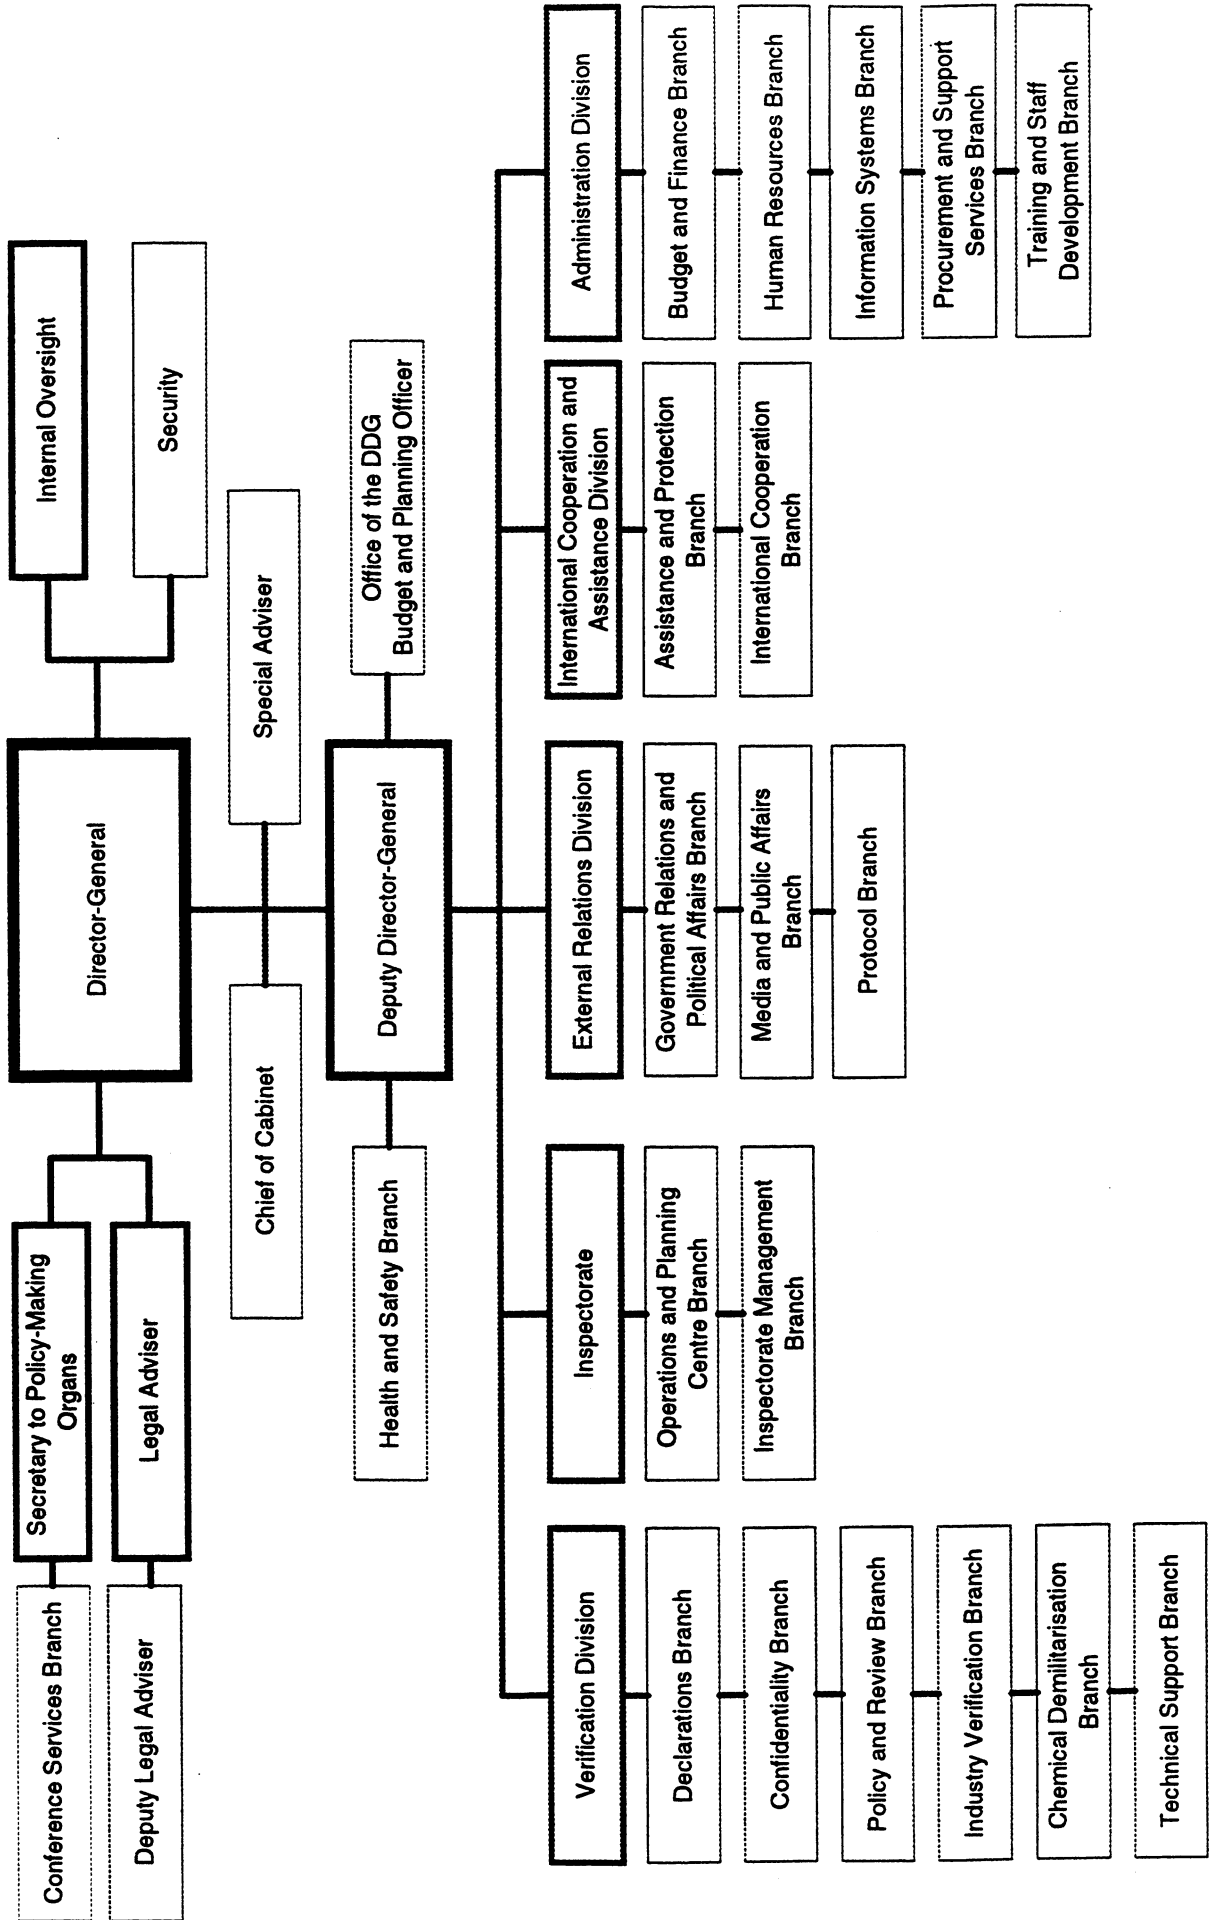 Director-General
Secretary to Policy-Making
Organs
Conference Services Branch
Legal Adviser
Deputy Legal Adviser
Internal Oversight
Security
Chief of Cabinet
Special Adviser
Deputy Director-General
Health and Safety Branch
Office of the DDG
Budget and Planning Officer
Verification Division
Declarations Branch
Confidentiality Branch
Policy and Review Branch
Industry Verification Branch
Chemical Demilitarisation
Branch
Technical Support Branch
Inspectorate
Operations and Planning
Centre Branch
Inspectorate Management
Branch
External Relations Division
Government Relations and
Political Affairs Branch
Media and Public Affairs
Branch
Protocol Branch
International Cooperation and
Assistance Division
Assistance and Protection
Branch
International Cooperation
Branch
Administration Division
Budget and Finance Branch
Human Resources Branch
Information Systems Branch
Procurement and Support
Services Branch
Training and Staff
Development Branch